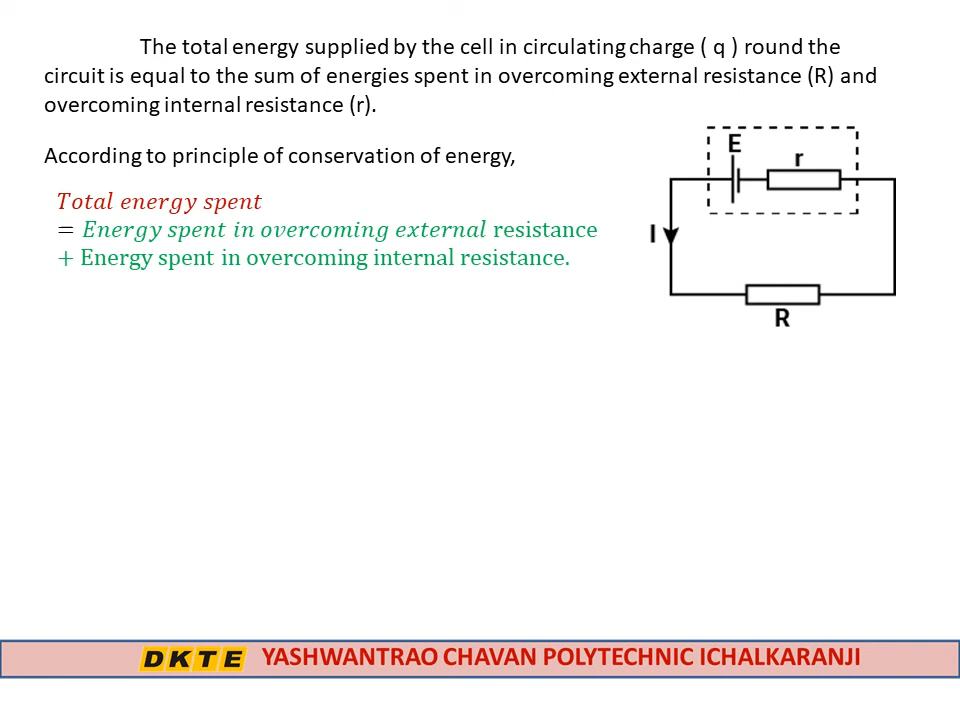 The total energy supplied by the cell in circulating charge ( q ) round the
circuit is equal to the sum of energies spent in overcoming external resistance (R) and
overcoming internal resistance (r).
According to principle of conservation of energy,
Total energy spent
= Energy spent in overcoming external resistance
+ Energy spent in overcoming internal resistance.
E
r
I
R
DKTE YASHWANTRAO CHAVAN POLYTECHNIC ICHALKARANJI